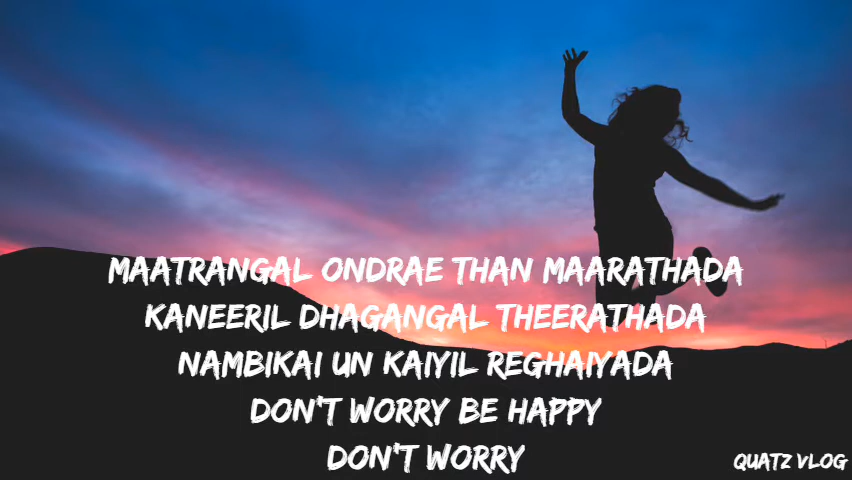 MAATRANGAL ONDRAE THAN MAARATHADA
KANEERIL DHAGANGAL THEERATHADA
NAMBIKAI UN KAIYIL REGHAIYADA
DON'T WORRY BE HAPPY
DON'T WORRY
QUATZ VLOG